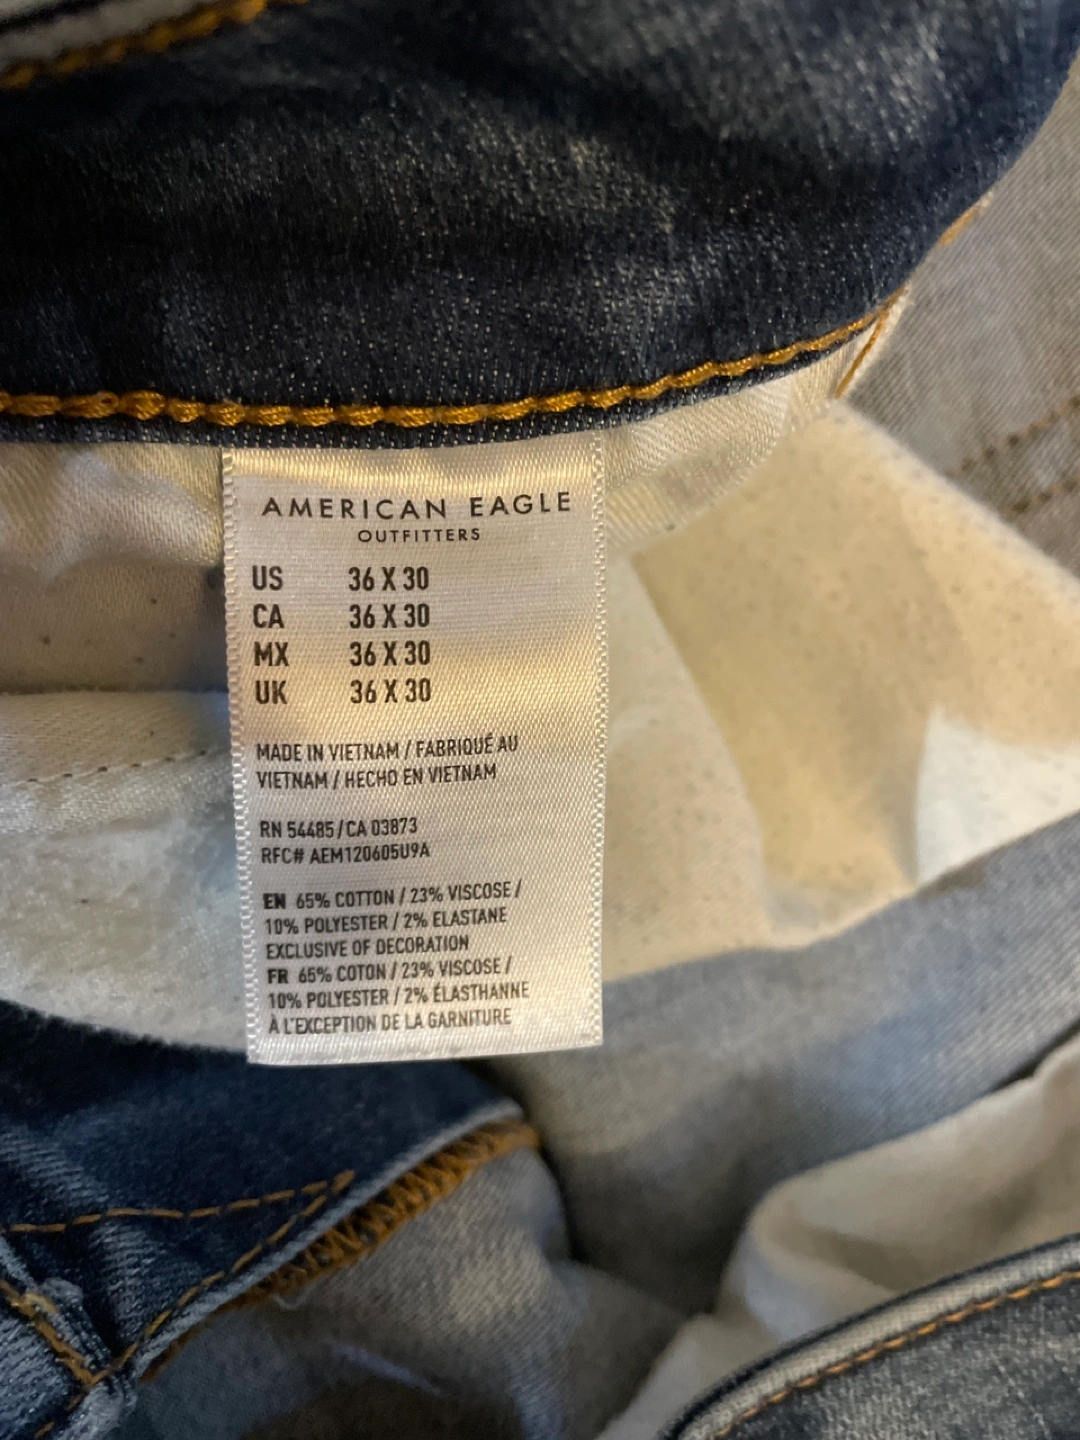 AMERICAN EAGLE
OUTFITTERS
US 36 X 30
CA 36 X 30
MX 36 X 30
UK 36 X 30
MADE IN VIETNAM / FABRIQUÉ AU
VIETNAM / HECHO EN VIETNAM
RN 54485/CA 03873
RFC# AEM120605U9A
EN 65% COTTON / 23% VISCOSE /
10% POLYESTER / 2% ELASTANE
EXCLUSIVE OF DECORATION
FR 65% COTON / 23% VISCOSE /
10% POLYESTER / 2% ÉLASTHANNE
À L'EXCEPTION DE LA GARNITURE